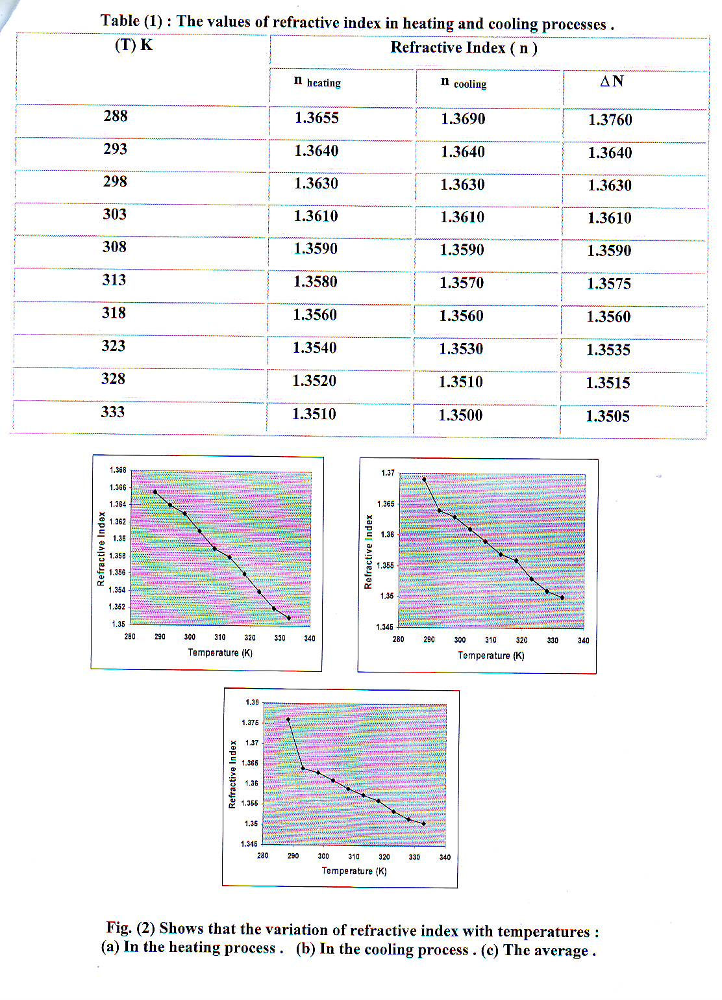 Table (1) : The values of refractive index in heating and cooling processes .
(T) K
Refractive Index ( n )
n heating n cooling ΔN
288 1.3655 1.3690 1.3760
293 1.3640 1.3640 1.3640
298 1.3630 1.3630 1.3630
303 1.3610 1.3610 1.3610
308 1.3590 1.3590 1.3590
313 1.3580 1.3570 1.3575
318 1.3560 1.3560 1.3560
323 1.3540 1.3530 1.3535
328 1.3520 1.3510 1.3515
333 1.3510 1.3500 1.3505
Refractive Index
1.368
1.366
1.364
1.362
1.36
1.358
1.356
1.354
1.352
1.35
280 290 300 310 320 330 340
Temperature (K)
Refractive Index
1.37
1.365
1.36
1.355
1.35
1.345
280 290 300 310 320 330 340
Temperature (K)
Refractive Index
1.38
1.375
1.37
1.365
1.36
1.355
1.35
1.345
280 290 300 310 320 330 340
Temperature (K)
Fig. (2) Shows that the variation of refractive index with temperatures :
(a) In the heating process . (b) In the cooling process . (c) The average .